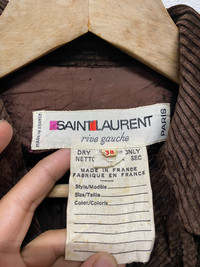 SAINT LAURENT
rive gauche
MADE IN FRANCE
PARIS
DRY ONLY
38
NETTO SEC
MADE IN FRANCE
FABRIQUE EN FRANCE
Style/Modèle
Size/Taille
Color/Coloris